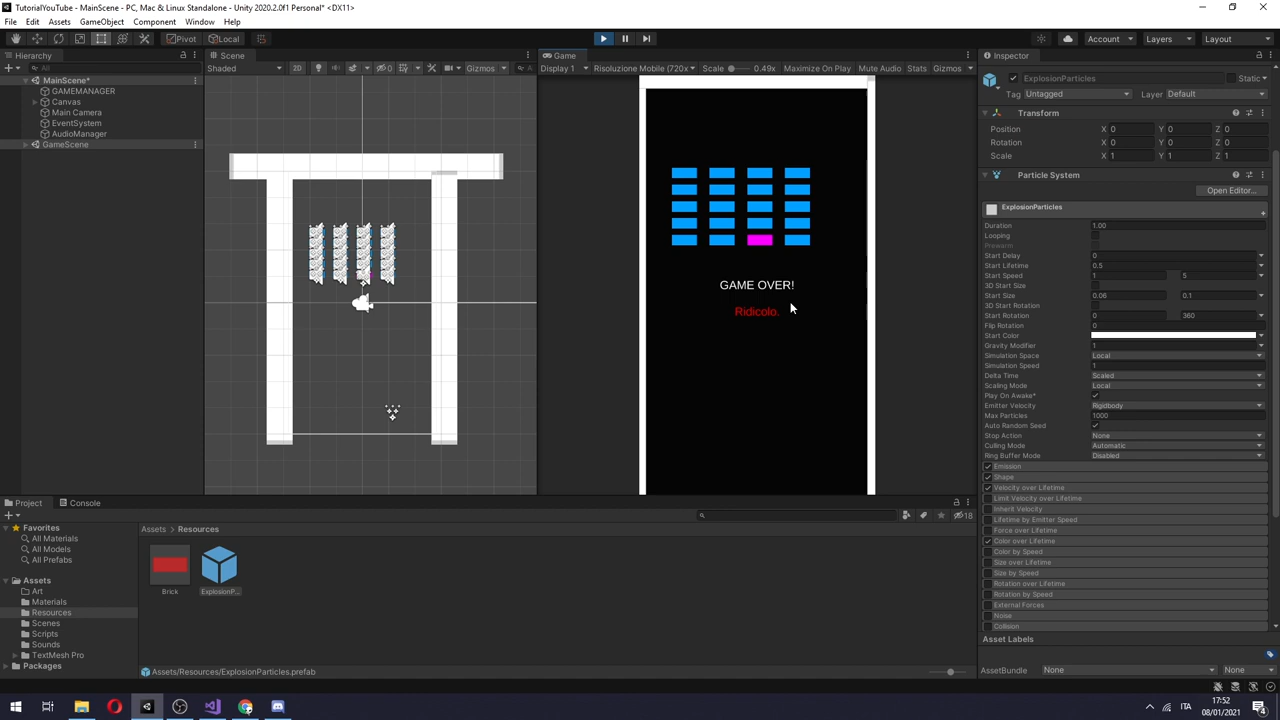 TutorialYouTube - MainScene - PC, Mac & Linux Standalone - Unity 2020.2.0f1 Personal* <DX11>
File Edit Assets GameObject Component Window Help
Pivot Local Account Layers Layout
Hierarchy Scene Game Inspector
All Shaded 2D 0 Gizmos A Display 1 Risoluzione Mobile (720x Scale 0.49x Maximize On Play Mute Audio Stats Gizmos
MainScene*
GAMEMANAGER
Canvas
Main Camera
EventSystem
AudioManager
GameScene
GAME OVER!
Ridicolo.
ExplosionParticles Static
Tag Untagged Layer Default
Transform
Position X 0 Y 0 Z 0
Rotation X 0 Y 0 Z 0
Scale X 1 Y 1 Z 1
Particle System
Open Editor...
ExplosionParticles
Duration 1.00
Looping
Prewarm
Start Delay 0
Start Lifetime 0.5
Start Speed 1 5
3D Start Size
Start Size 0.06 0.1
3D Start Rotation
Start Rotation 0 360
Flip Rotation 0
Start Color
Gravity Modifier 1
Simulation Space Local
Simulation Speed 1
Delta Time Scaled
Scaling Mode Local
Play On Awake*
Emitter Velocity Rigidbody
Max Particles 1000
Auto Random Seed
Stop Action None
Culling Mode Automatic
Ring Buffer Mode Disabled
Emission
Shape
Velocity over Lifetime
Limit Velocity over Lifetime
Inherit Velocity
Lifetime by Emitter Speed
Force over Lifetime
Color over Lifetime
Color by Speed
Size over Lifetime
Size by Speed
Rotation over Lifetime
Rotation by Speed
External Forces
Noise
Collision
Asset Labels
AssetBundle None None
Project Console
18
Favorites
All Materials
All Models
All Prefabs
Assets
Art
Materials
Resources
Scenes
Scripts
Sounds
TextMesh Pro
Packages
Assets Resources
Brick ExplosionP...
Assets/Resources/ExplosionParticles.prefab
ITA
17:52
08/01/2021
4